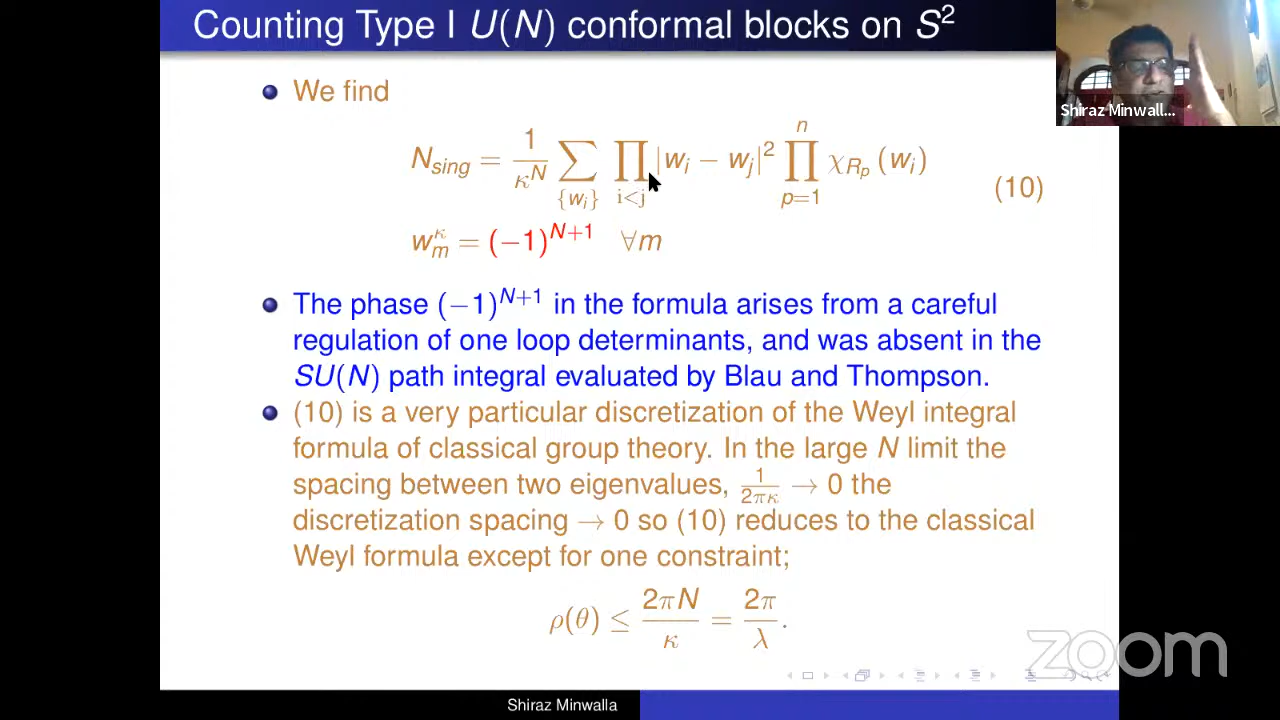 Counting Type I U(N) conformal blocks on S²
Shiraz Minwall...
We find
N_sing = 1/κ^N ∑_{w_i} ∏_{i<j} |w_i − w_j|² ∏_{p=1}^{n} χ_{R_p} (w_i)
(10)
w_m^κ = (−1)^{N+1} ∀m
The phase (−1)^{N+1} in the formula arises from a careful
regulation of one loop determinants, and was absent in the
SU(N) path integral evaluated by Blau and Thompson.
(10) is a very particular discretization of the Weyl integral
formula of classical group theory. In the large N limit the
spacing between two eigenvalues, 1/2πκ → 0 the
discretization spacing → 0 so (10) reduces to the classical
Weyl formula except for one constraint;
ρ(θ) ≤ 2πN/κ = 2π/λ.
zoom
Shiraz Minwalla